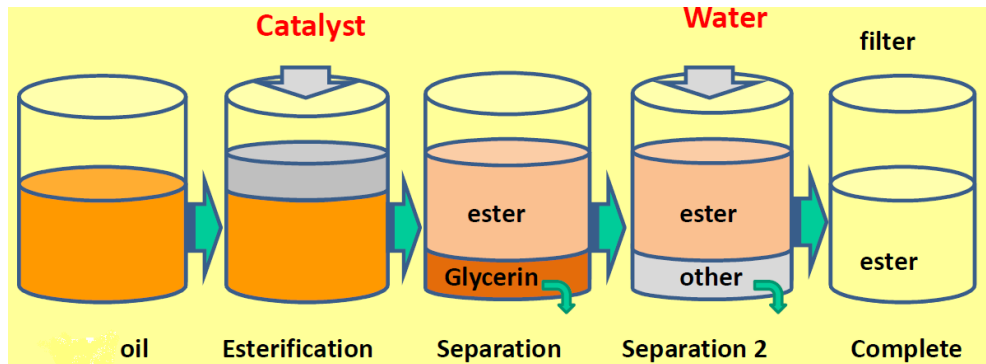 Catalyst
Water
filter
ester
ester
Glycerin
other
ester
oil
Esterification
Separation
Separation 2
Complete